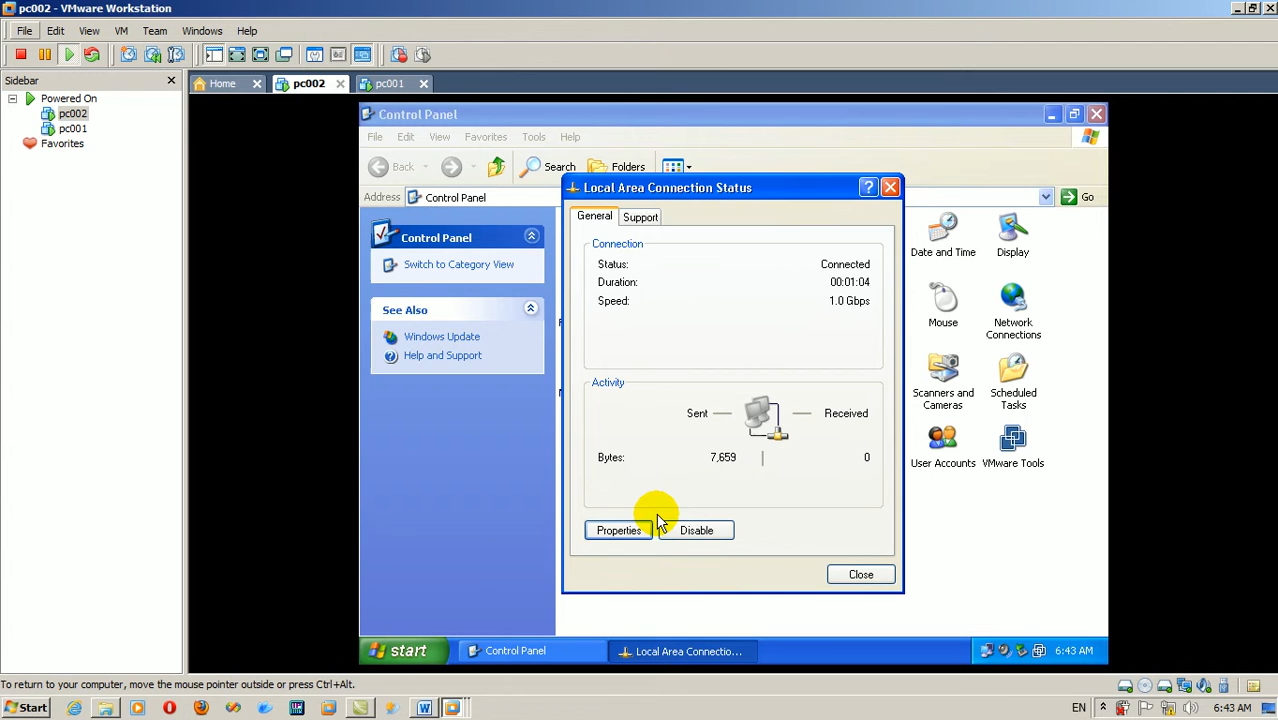 pc002 - VMware Workstation
File Edit View VM Team Windows Help
Sidebar
Powered On
pc002
pc001
Favorites
Home pc002 pc001
Control Panel
File Edit View Favorites Tools Help
Back Search Folders
Address Control Panel Go
Control Panel
Switch to Category View
See Also
Windows Update
Help and Support
Local Area Connection Status
General Support
Connection
Status: Connected
Duration: 00:01:04
Speed: 1.0 Gbps
Activity
Sent Received
Bytes: 7,659 0
Properties Disable
Close
Date and Time
Display
Mouse
Network
Connections
Scanners and
Cameras
Scheduled
Tasks
User Accounts
VMware Tools
start Control Panel Local Area Connectio... 6:43 AM
To return to your computer, move the mouse pointer outside or press Ctrl+Alt.
Start EN 6:43 AM